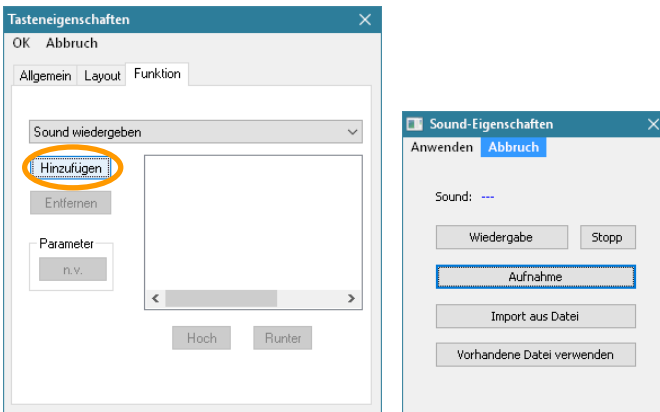 Tasteneigenschaften
OK Abbruch
Allgemein Layout Funktion
Sound wiedergeben
Hinzufügen
Entfernen
Parameter
n.v.
Hoch Runter
Sound-Eigenschaften
Anwenden Abbruch
Sound: ---
Wiedergabe Stopp
Aufnahme
Import aus Datei
Vorhandene Datei verwenden